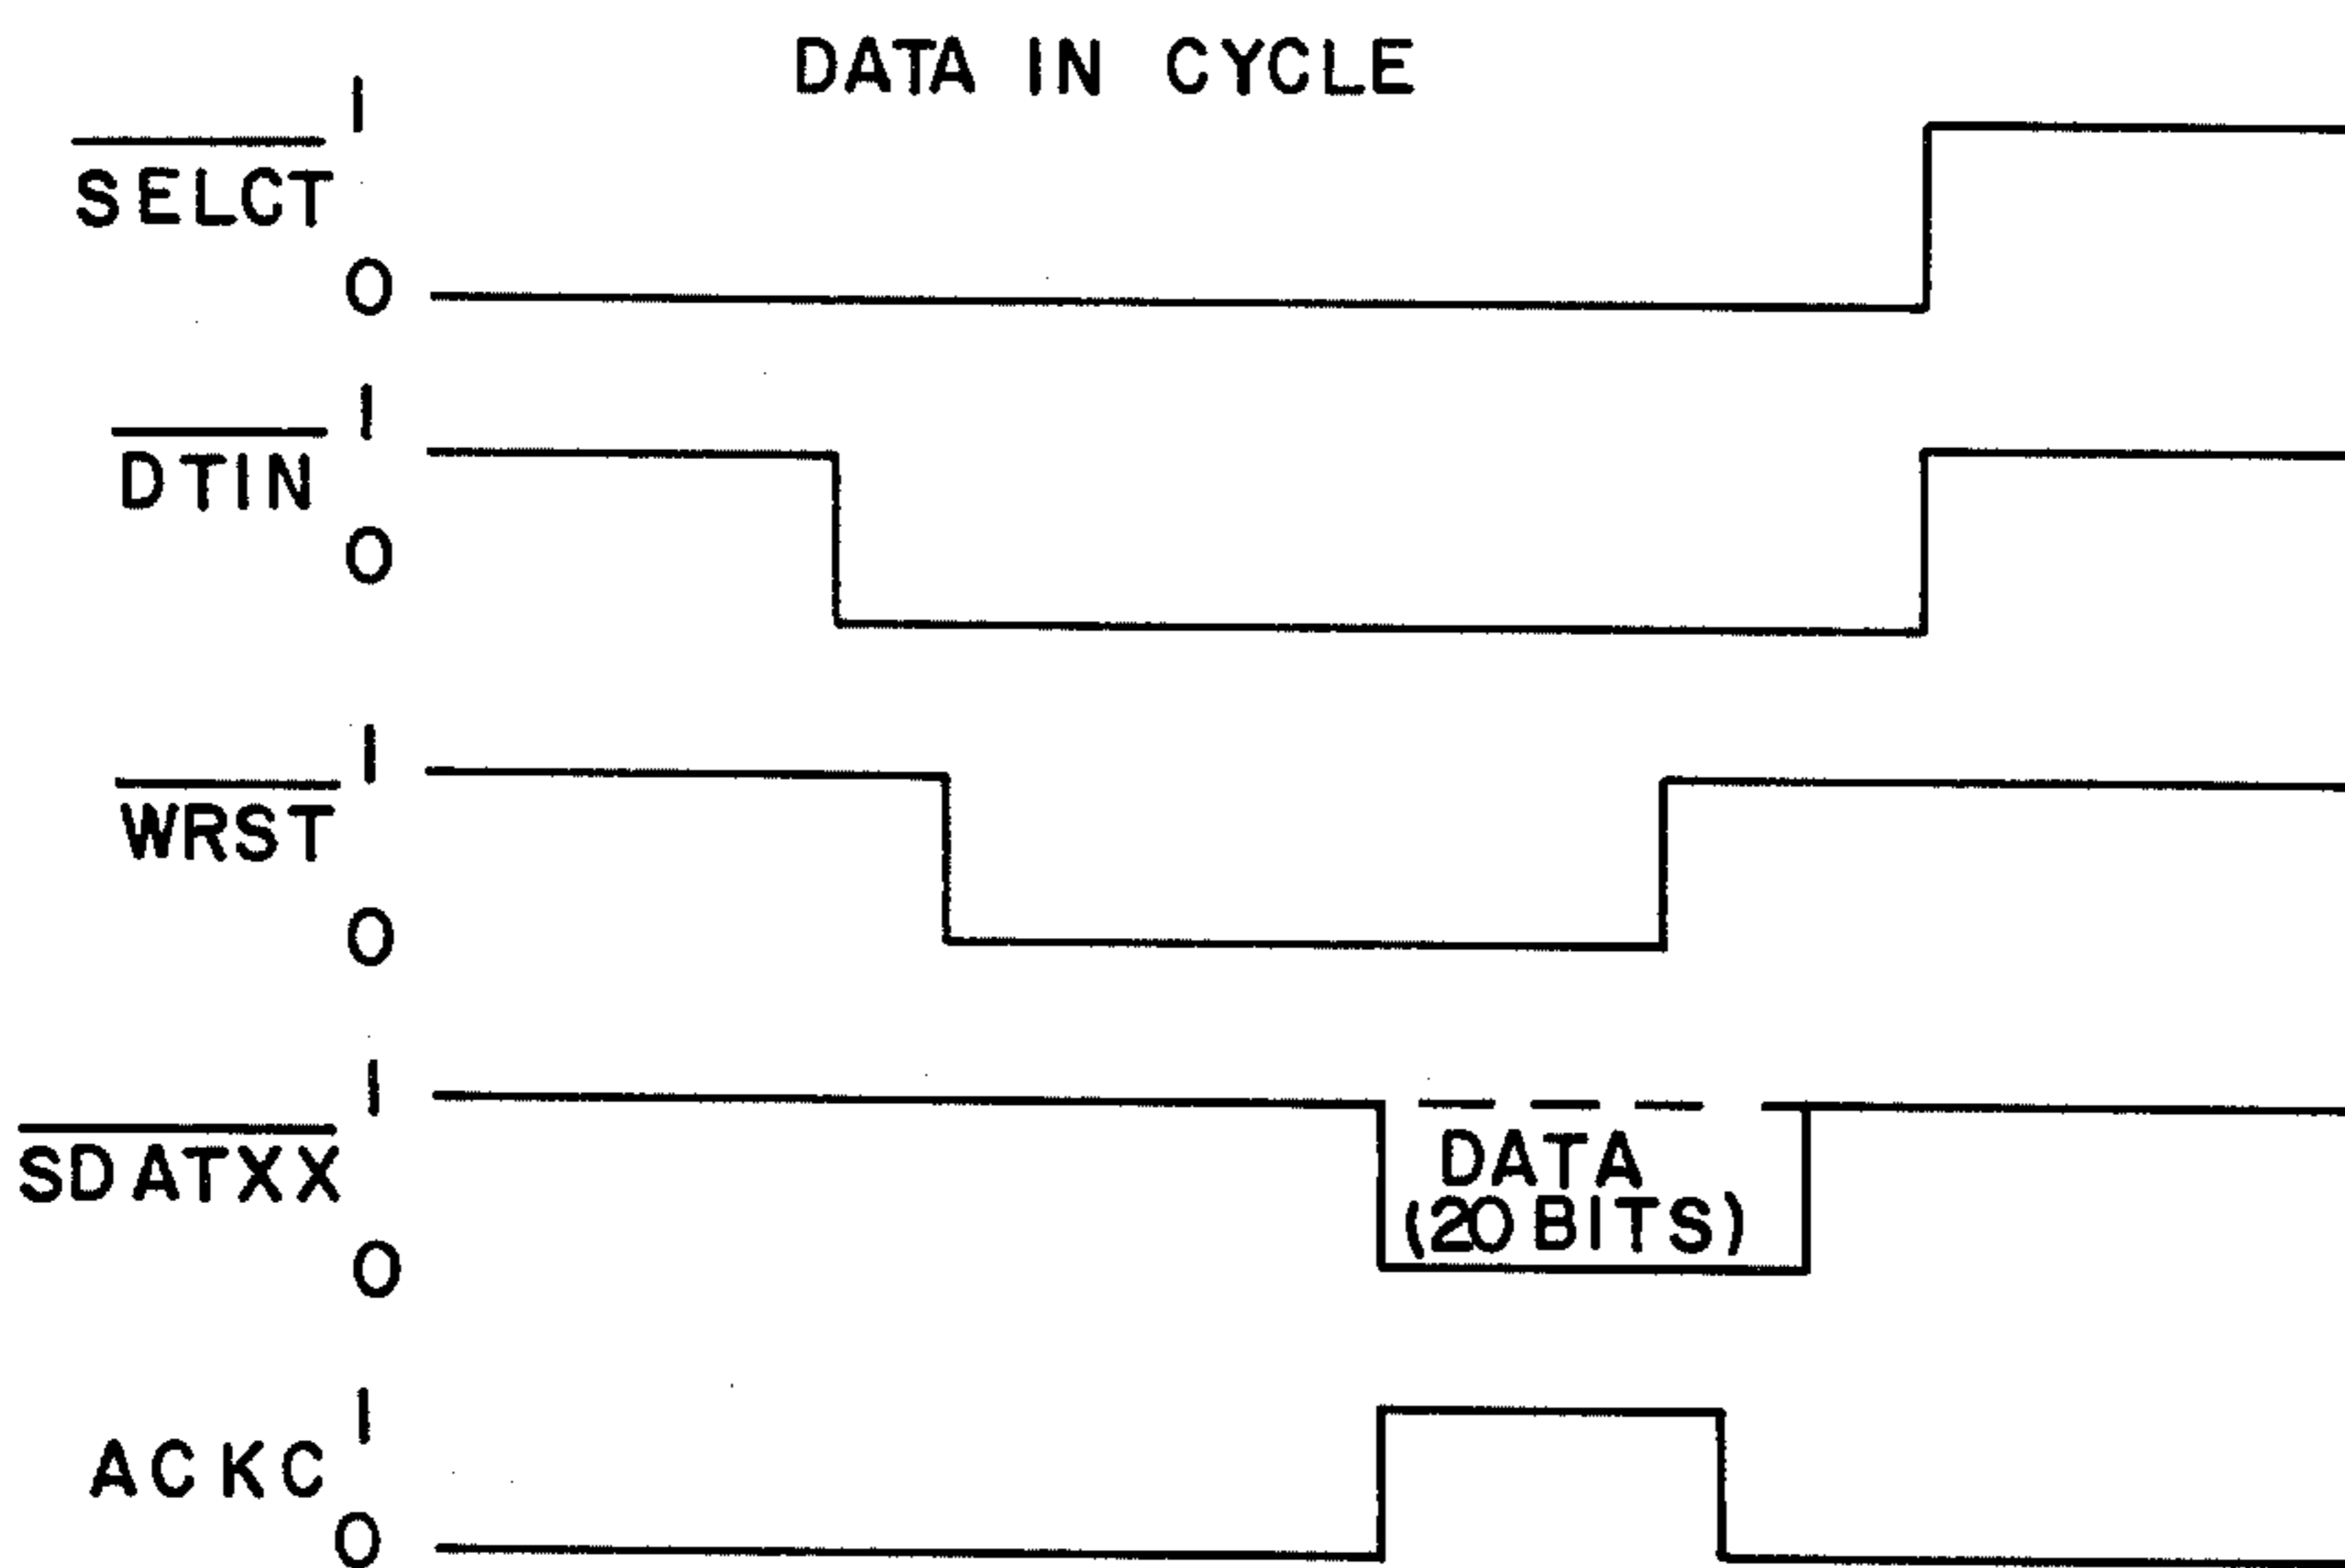 DATA IN CYCLE
1
SELCT
0
1
DTIN
0
1
WRST
0
1
SDATXX
DATA
(20 BITS)
0
1
ACKC
0